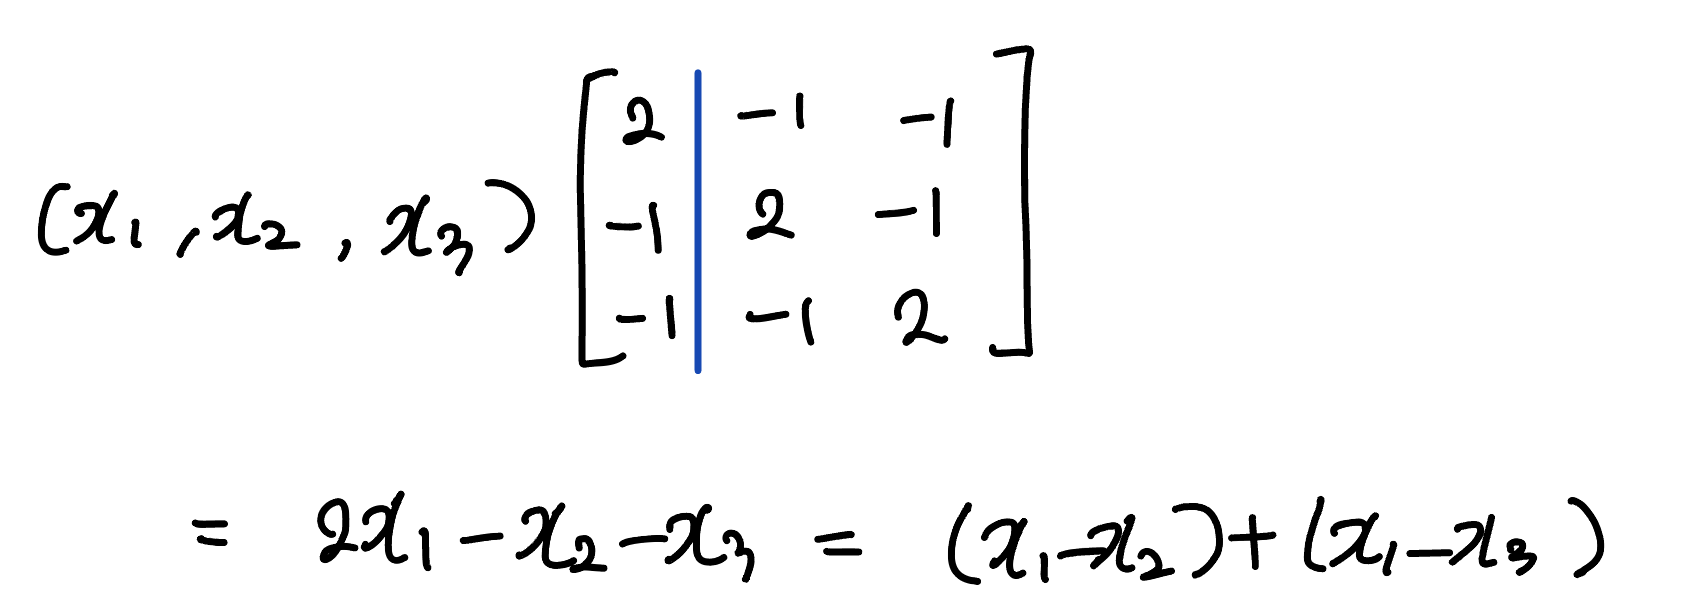 2 -1 -1
(x₁, x₂, x₃) -1 2 -1
-1 -1 2
= 2x₁ - x₂ - x₃ = (x₁ - x₂) + (x₁ - x₃)